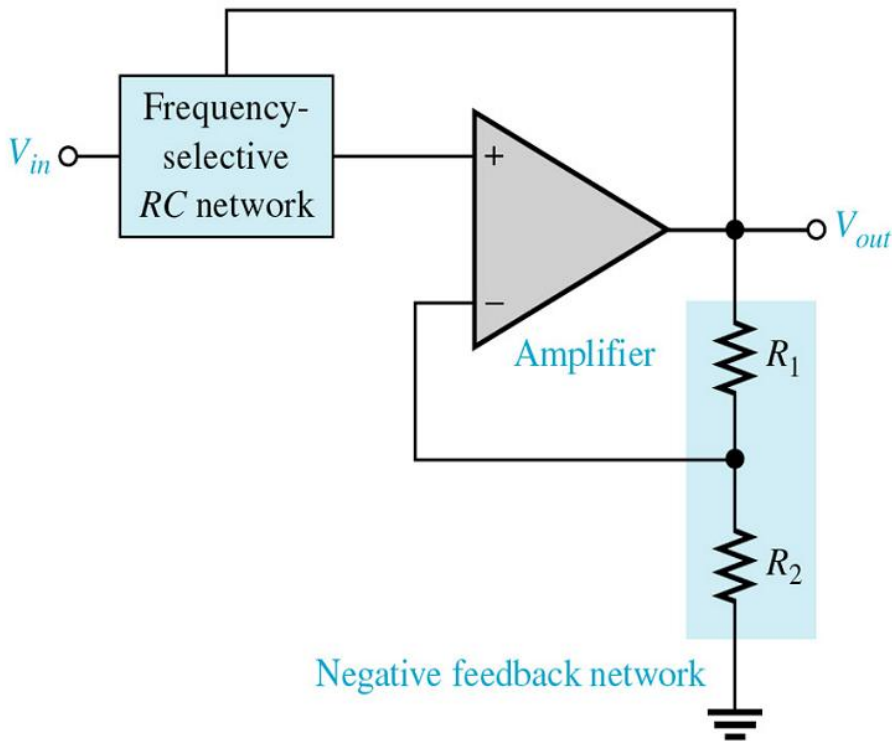 Frequency-
selective
RC network
V_in
+
−
V_out
Amplifier
R_1
R_2
Negative feedback network